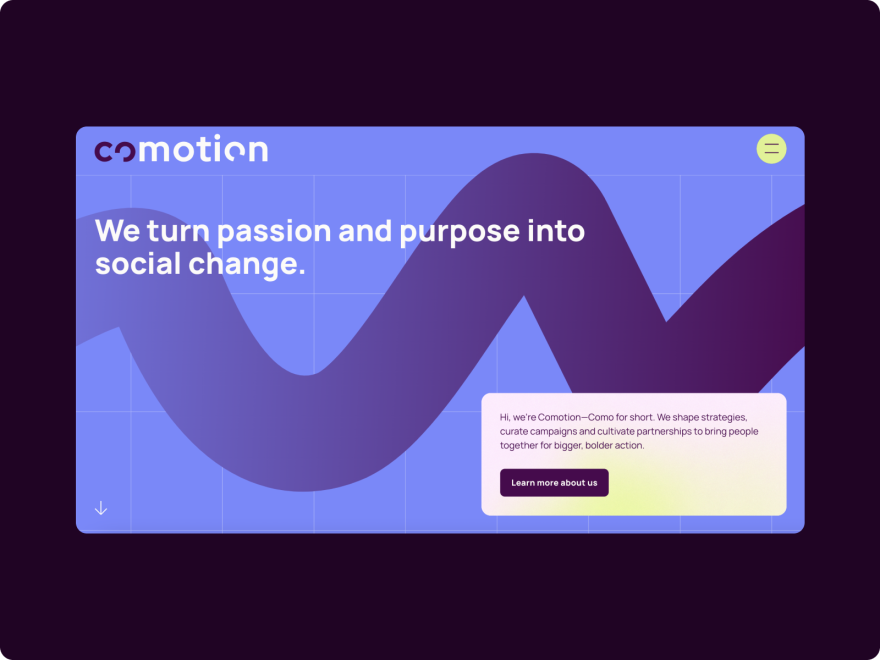 comotion
We turn passion and purpose into
social change.
Hi, we're Comotion—Como for short. We shape strategies,
curate campaigns and cultivate partnerships to bring people
together for bigger, bolder action.
Learn more about us